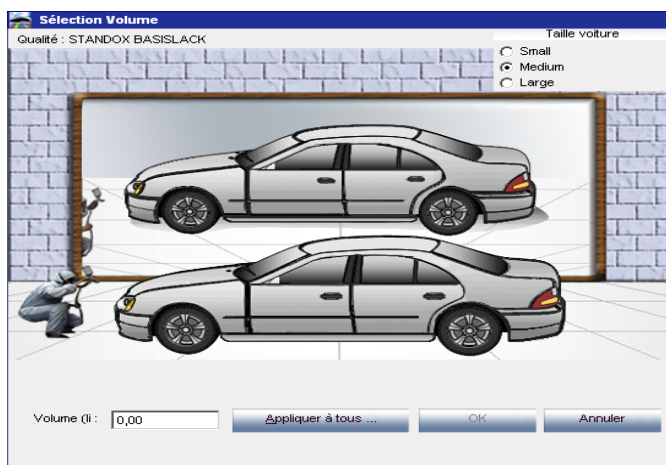 Sélection Volume
Qualité : STANDOX BASISLACK
Taille voiture
Small
Medium
Large
Volume (li :
0,00
Appliquer à tous ...
OK
Annuler